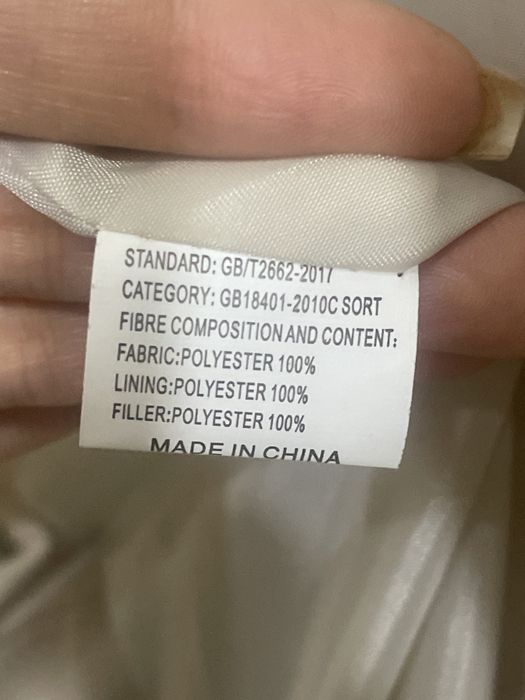 STANDARD: GB/T2662-2017
CATEGORY: GB18401-2010C SORT
FIBRE COMPOSITION AND CONTENT:
FABRIC:POLYESTER 100%
LINING:POLYESTER 100%
FILLER:POLYESTER 100%
MADE IN CHINA